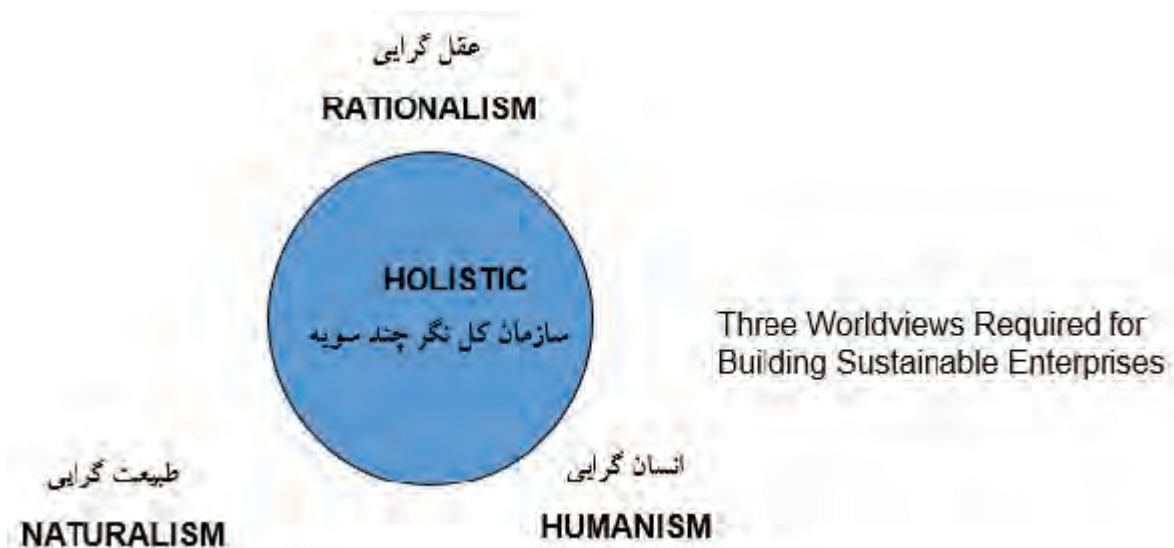 عقل گرایی
RATIONALISM
HOLISTIC
سازمان کل نگر چند سویه
Three Worldviews Required for
Building Sustainable Enterprises
طبیعت گرایی
NATURALISM
انسان گرایی
HUMANISM